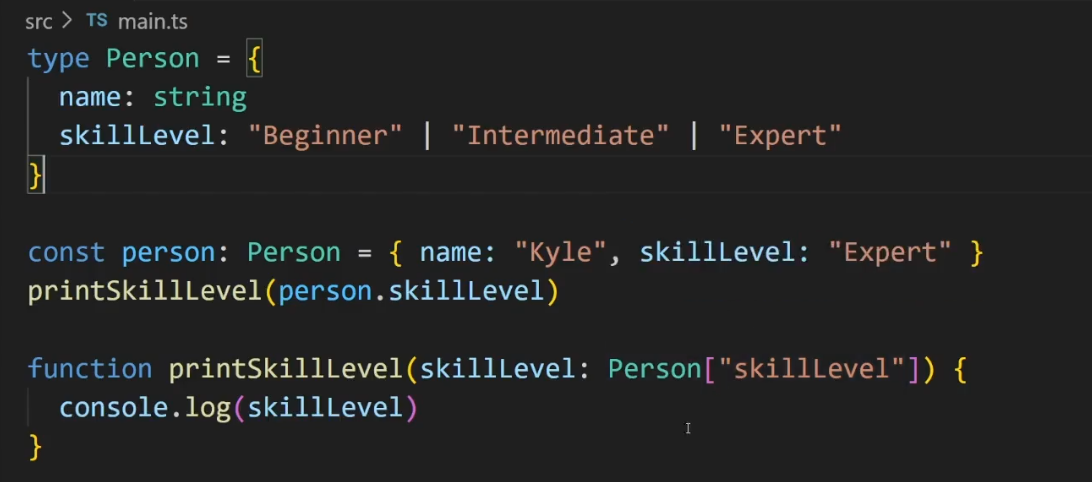 src > TS main.ts
type Person = {
  name: string
  skillLevel: "Beginner" | "Intermediate" | "Expert"
}

const person: Person = { name: "Kyle", skillLevel: "Expert" }
printSkillLevel(person.skillLevel)

function printSkillLevel(skillLevel: Person["skillLevel"]) {
  console.log(skillLevel)
}